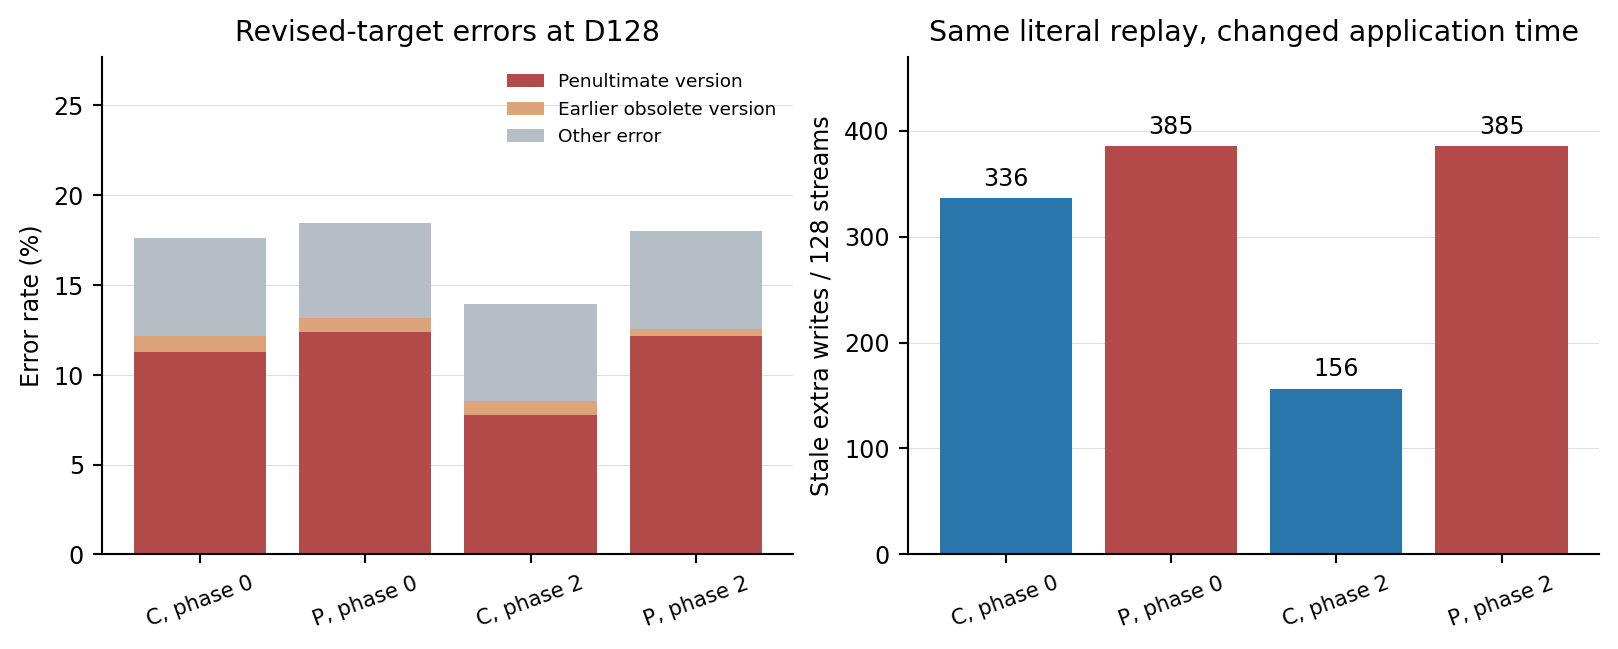 Revised-target errors at D128
Error rate (%)
25
20
15
10
5
0
Penultimate version
Earlier obsolete version
Other error
C, phase 0
P, phase 0
C, phase 2
P, phase 2
Same literal replay, changed application time
Stale extra writes / 128 streams
400
300
200
100
0
336
385
156
385
C, phase 0
P, phase 0
C, phase 2
P, phase 2